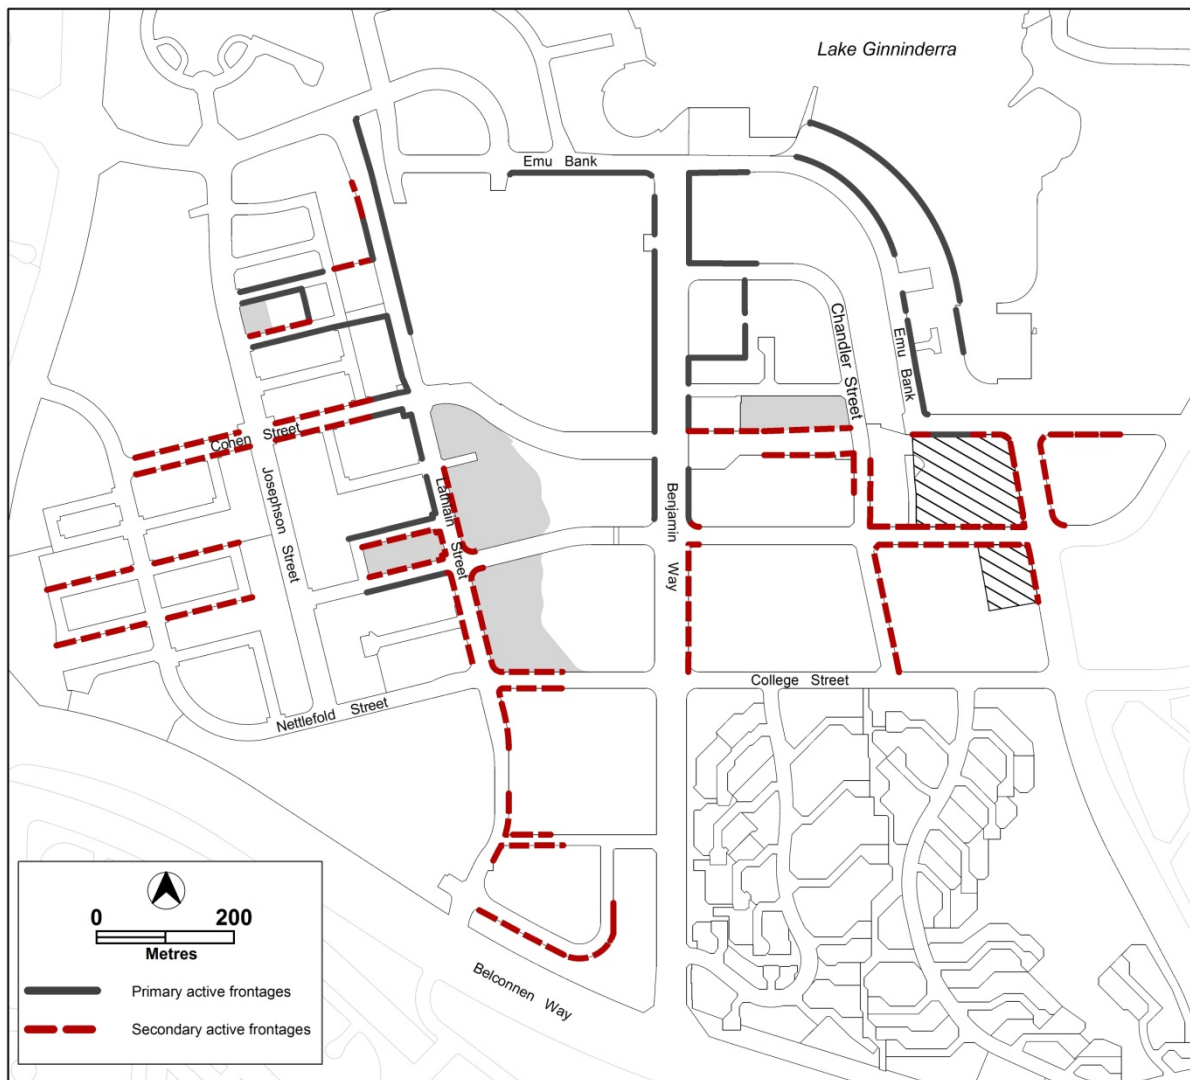 Lake Ginninderra
Emu Bank
Chandler Street
Emu Bank
Cohen Street
Josephson Street
Lathlain Street
Benjamin Way
College Street
Nettlefold Street
Belconnen Way
0 200
Metres
Primary active frontages
Secondary active frontages